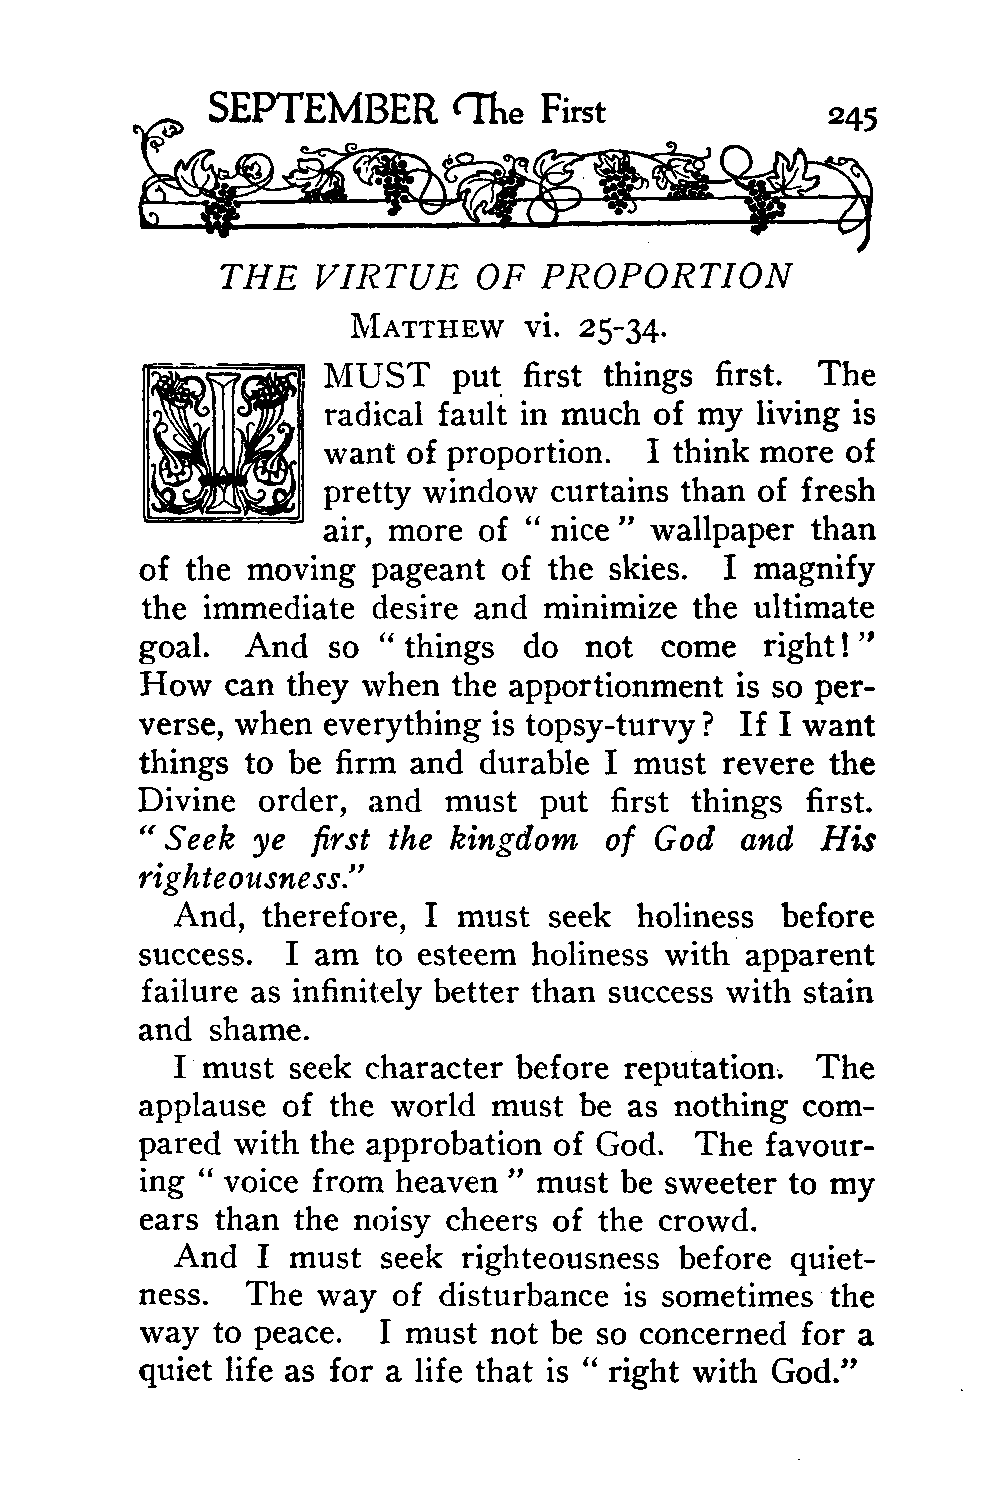 SEPTEMBER The First 245
THE VIRTUE OF PROPORTION
MATTHEW vi. 25-34.
I MUST put first things first. The
radical fault in much of my living is
want of proportion. I think more of
pretty window curtains than of fresh
air, more of “ nice ” wallpaper than
of the moving pageant of the skies. I magnify
the immediate desire and minimize the ultimate
goal. And so “ things do not come right! ”
How can they when the apportionment is so per-
verse, when everything is topsy-turvy? If I want
things to be firm and durable I must revere the
Divine order, and must put first things first.
“ Seek ye first the kingdom of God and His
righteousness.”
And, therefore, I must seek holiness before
success. I am to esteem holiness with apparent
failure as infinitely better than success with stain
and shame.
I must seek character before reputation. The
applause of the world must be as nothing com-
pared with the approbation of God. The favour-
ing “ voice from heaven ” must be sweeter to my
ears than the noisy cheers of the crowd.
And I must seek righteousness before quiet-
ness. The way of disturbance is sometimes the
way to peace. I must not be so concerned for a
quiet life as for a life that is “ right with God.”